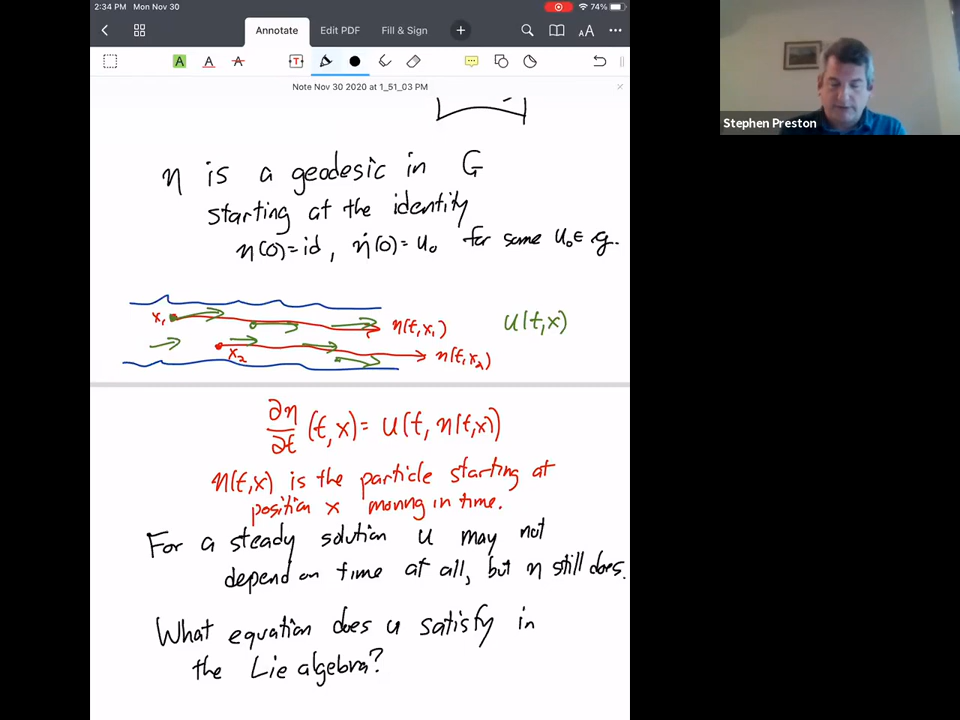 2:34 PM Mon Nov 30
74%
Annotate Edit PDF Fill & Sign
Note Nov 30 2020 at 1_51_03 PM
Stephen Preston
η is a geodesic in G
starting at the identity
η(0)=id, η̇(0)=u₀ for some u₀∈ g.
x₁ η(t,x₁) u(t,x)
x₂ η(t,x₂)
∂η/∂t (t,x)= u(t, η(t,x))
η(t,x) is the particle starting at
position x moving in time.
For a steady solution u may not
depend on time at all, but η still does.
What equation does u satisfy in
the Lie algebra?